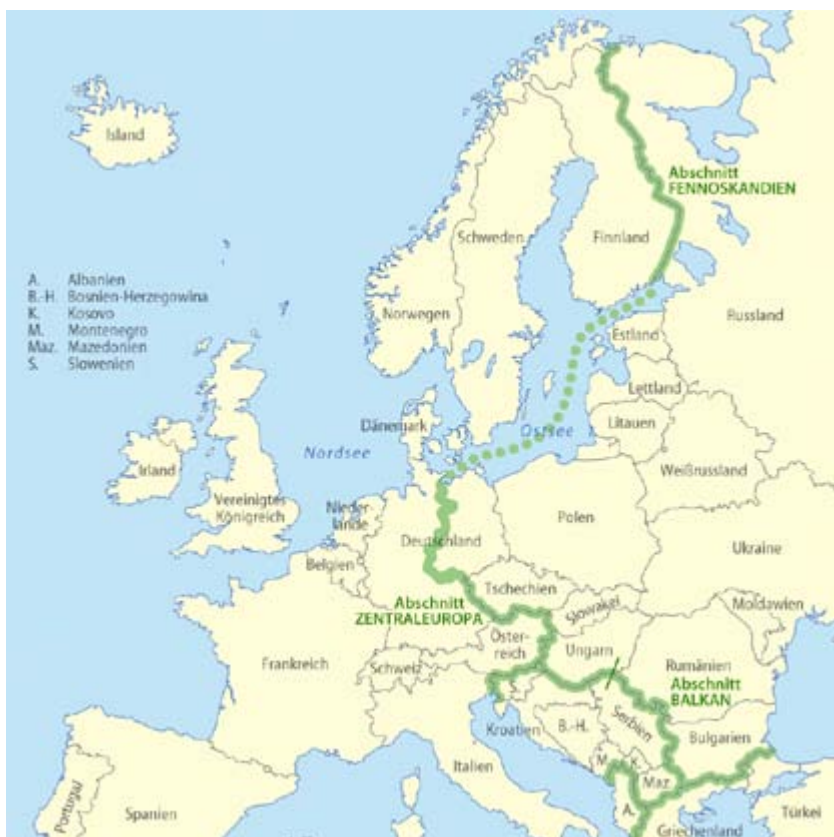 Island
Abschnitt
FENNOSKANDIEN
Schweden
Finnland
A. Albanien
B.-H. Bosnien-Herzegowina
K. Kosovo
M. Montenegro
Maz. Mazedonien
S. Slowenien
Norwegen
Russland
Estland
Lettland
Dänemark
Ostsee
Litauen
Nordsee
Irland
Weißrussland
Vereinigtes
Königreich
Nieder-
lande
Polen
Deutschland
Ukraine
Belgien
Tschechien
Abschnitt
ZENTRALEUROPA
Slowakei
Moldawien
Öster-
reich
Ungarn
Frankreich
Schweiz
Rumänien
Abschnitt
BALKAN
S.
Kroatien
B.-H.
Serbien
Bulgarien
Italien
M.
K.
Maz.
Portugal
Spanien
A.
Griechenland
Türkei